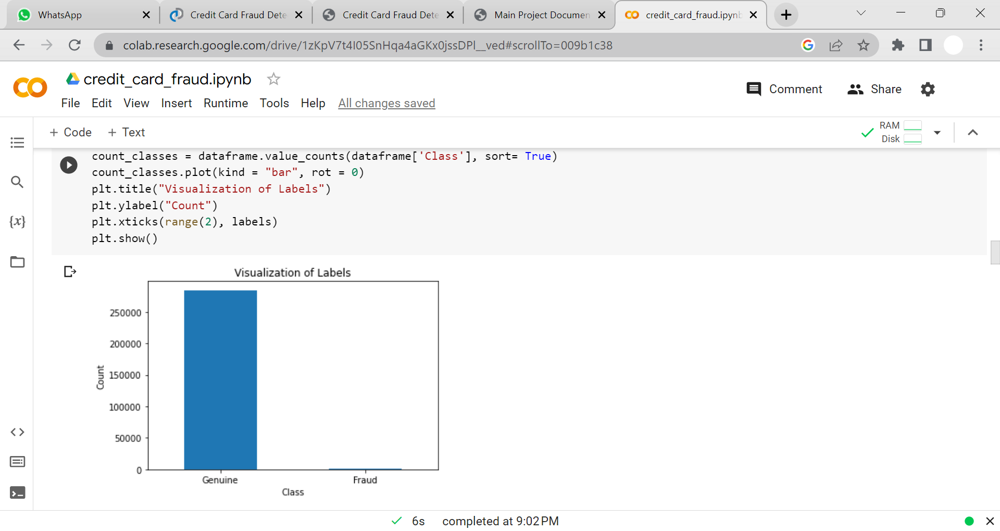 WhatsApp
Credit Card Fraud Dete
Credit Card Fraud Dete
Main Project Documen
credit_card_fraud.ipynb
colab.research.google.com/drive/1zKpV7t4I05SnHqa4aGKx0jssDPl__ved#scrollTo=009b1c38
credit_card_fraud.ipynb
Comment
Share
File Edit View Insert Runtime Tools Help All changes saved
+ Code + Text
RAM
Disk
count_classes = dataframe.value_counts(dataframe['Class'], sort= True)
count_classes.plot(kind = "bar", rot = 0)
plt.title("Visualization of Labels")
plt.ylabel("Count")
plt.xticks(range(2), labels)
plt.show()
{x}
Visualization of Labels
250000
200000
150000
100000
50000
0
Count
Genuine
Fraud
Class
6s completed at 9:02 PM